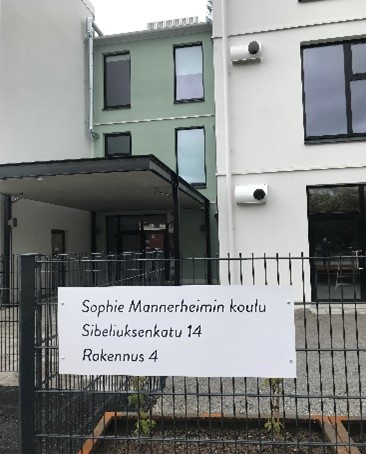 Sophie Mannerheimin koulu
Sibeliuksenkatu 14
Rakennus 4